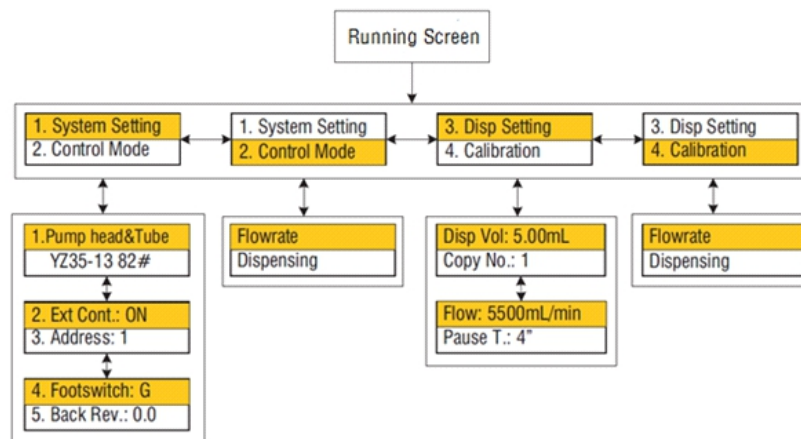 Running Screen
1. System Setting
2. Control Mode
1. System Setting
2. Control Mode
3. Disp Setting
4. Calibration
3. Disp Setting
4. Calibration
1.Pump head&Tube
YZ35-13 82#
2. Ext Cont.: ON
3. Address: 1
4. Footswitch: G
5. Back Rev.: 0.0
Flowrate
Dispensing
Disp Vol: 5.00mL
Copy No.: 1
Flow: 5500mL/min
Pause T.: 4”
Flowrate
Dispensing